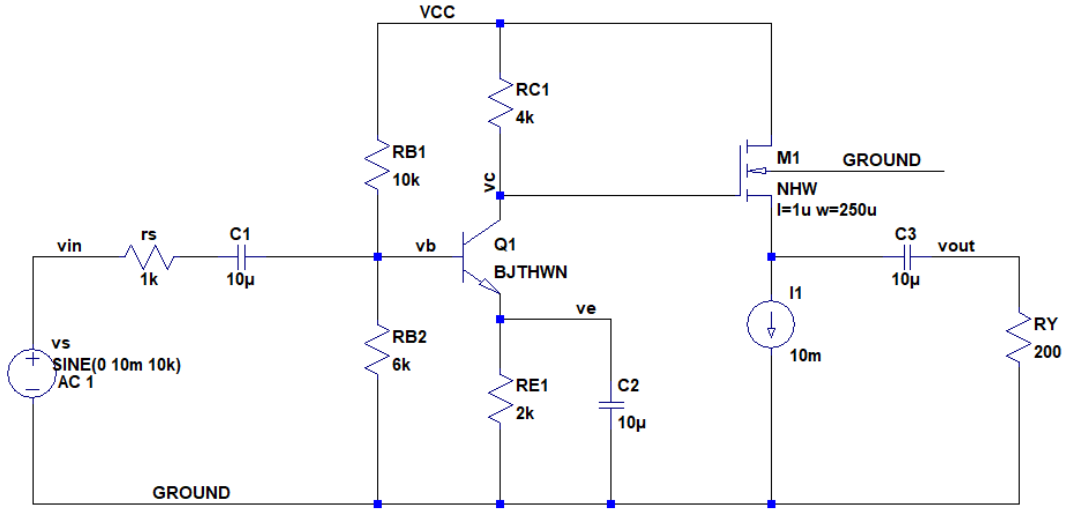 VCC
RC1
4k
RB1
10k
M1
GROUND
NHW
l=1u w=250u
vc
vin
rs
1k
C1
10µ
vb
Q1
BJTHWN
C3
10µ
vout
ve
I1
10m
RY
200
vs
SINE(0 10m 10k)
AC 1
RB2
6k
RE1
2k
C2
10µ
GROUND